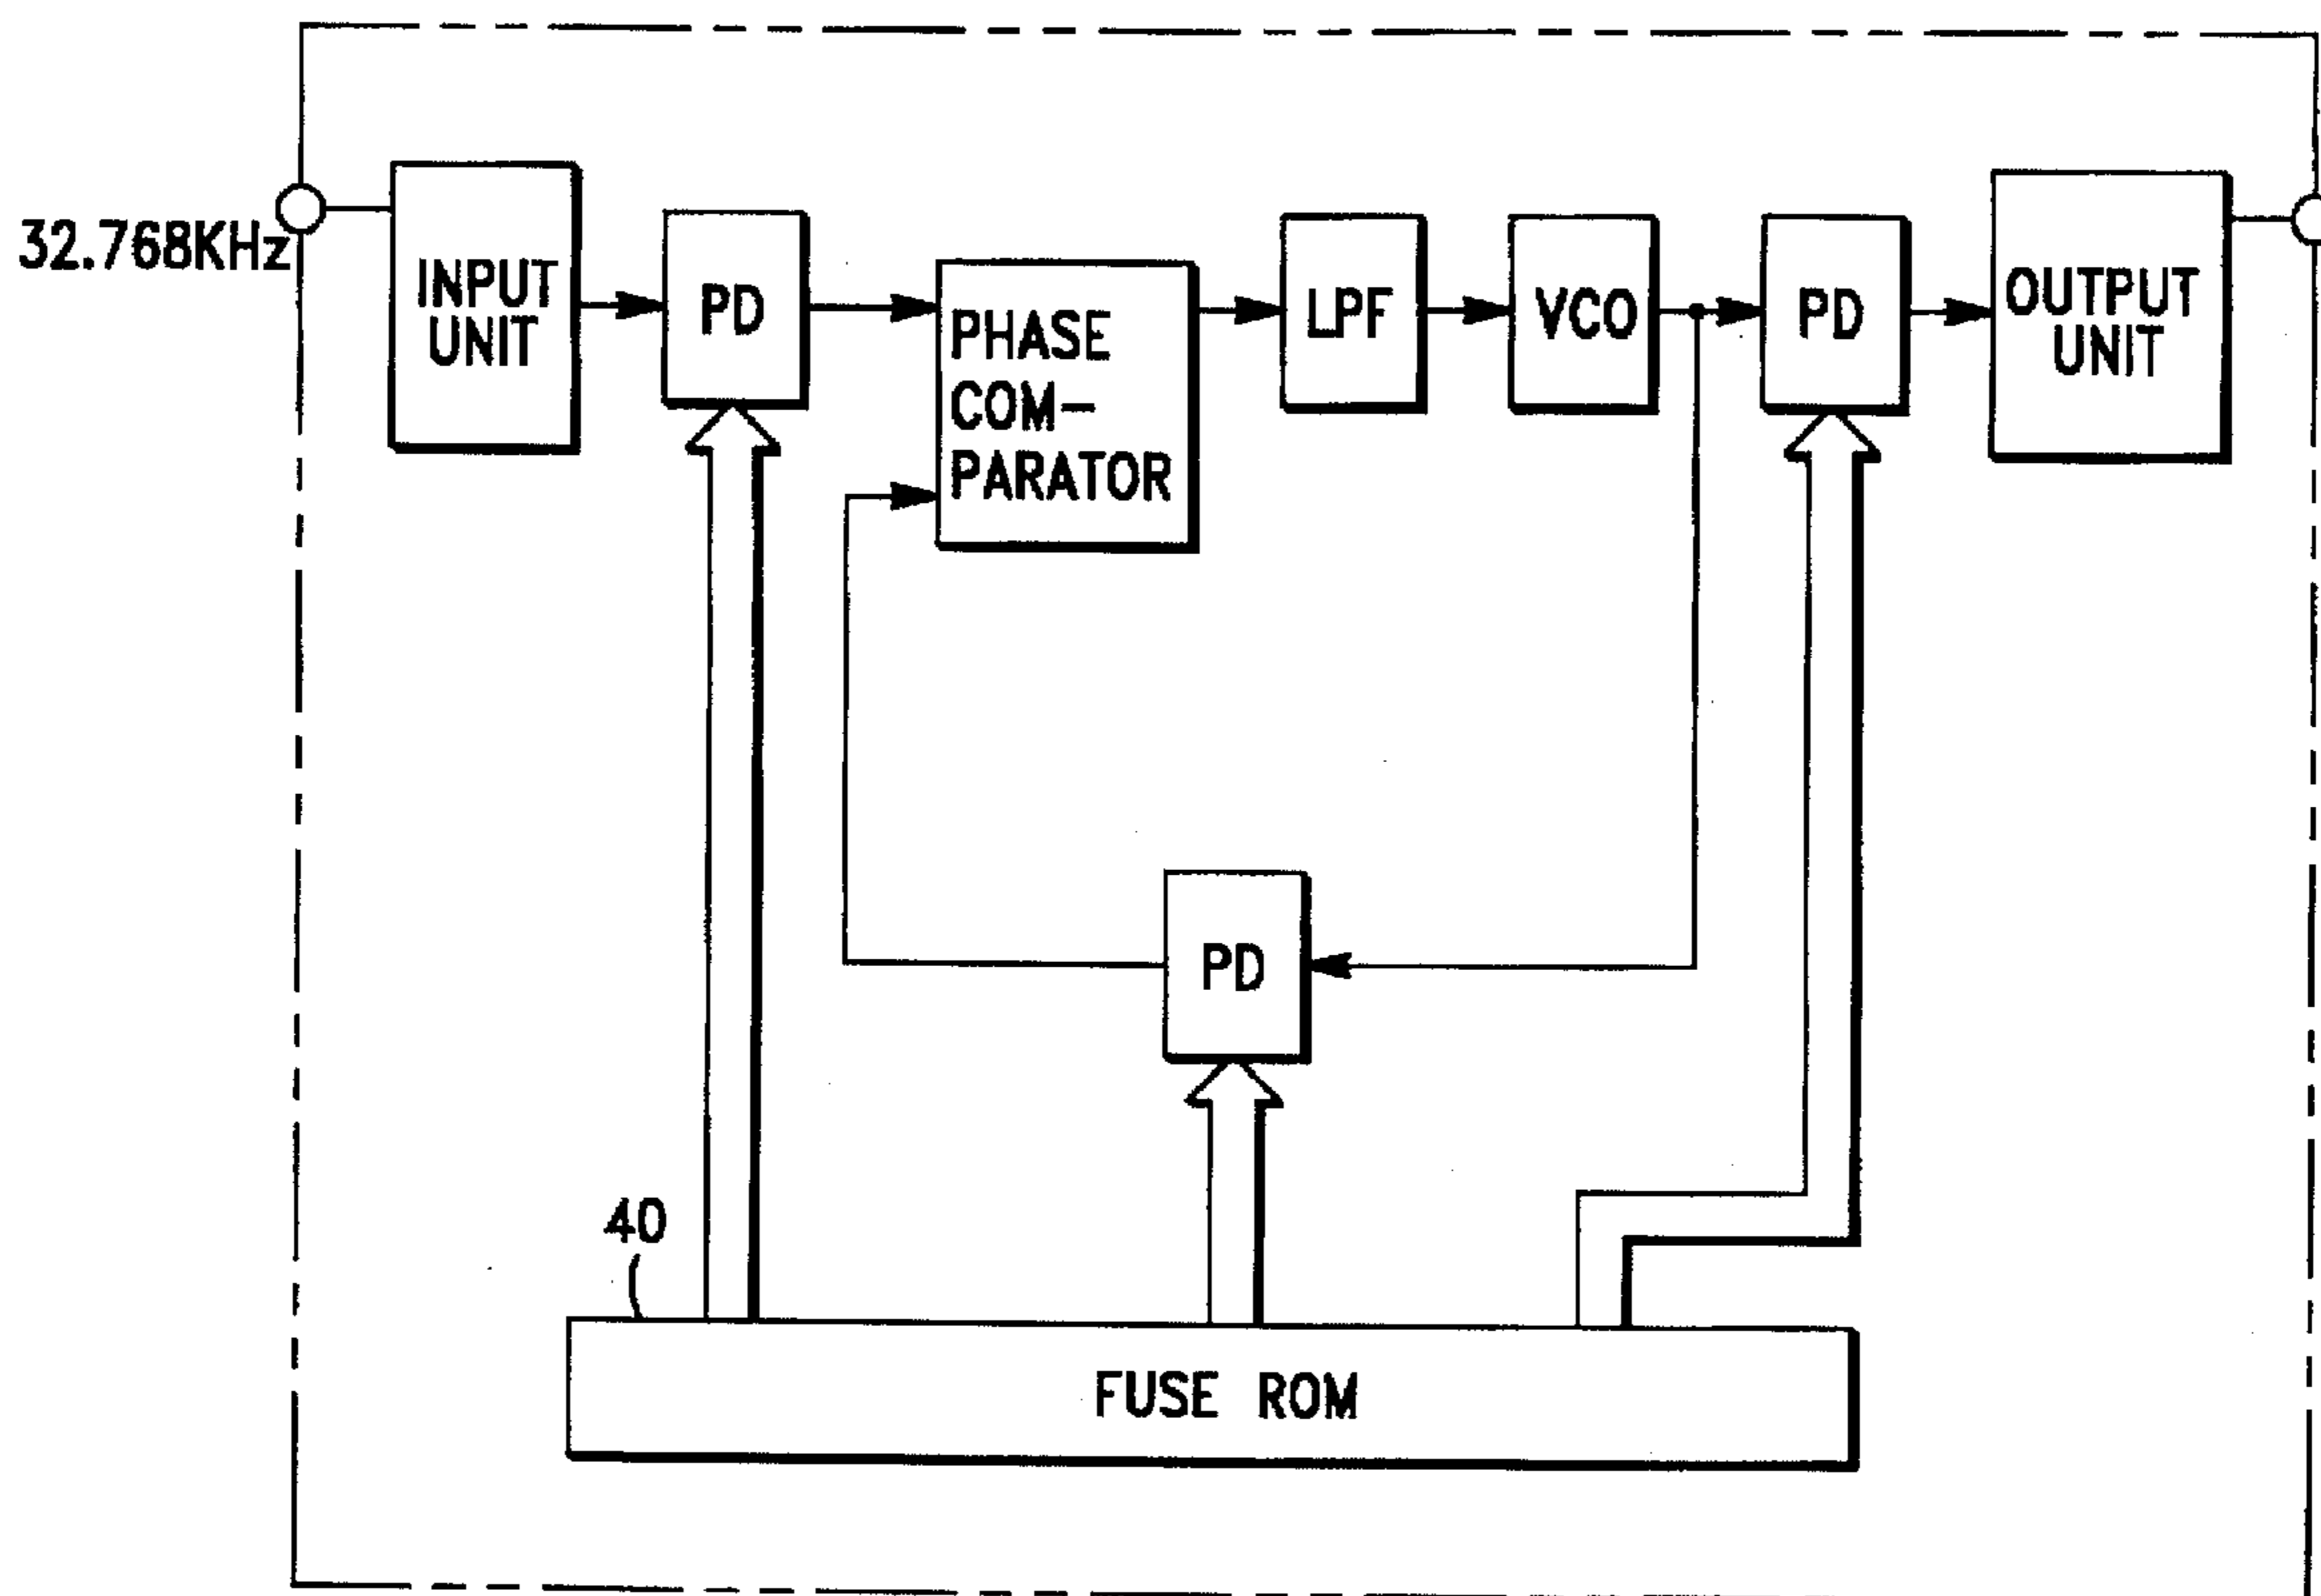 32.768KHz
INPUT
UNIT
PD
PHASE
COM-
PARATOR
LPF
VCO
PD
OUTPUT
UNIT
PD
40
FUSE ROM